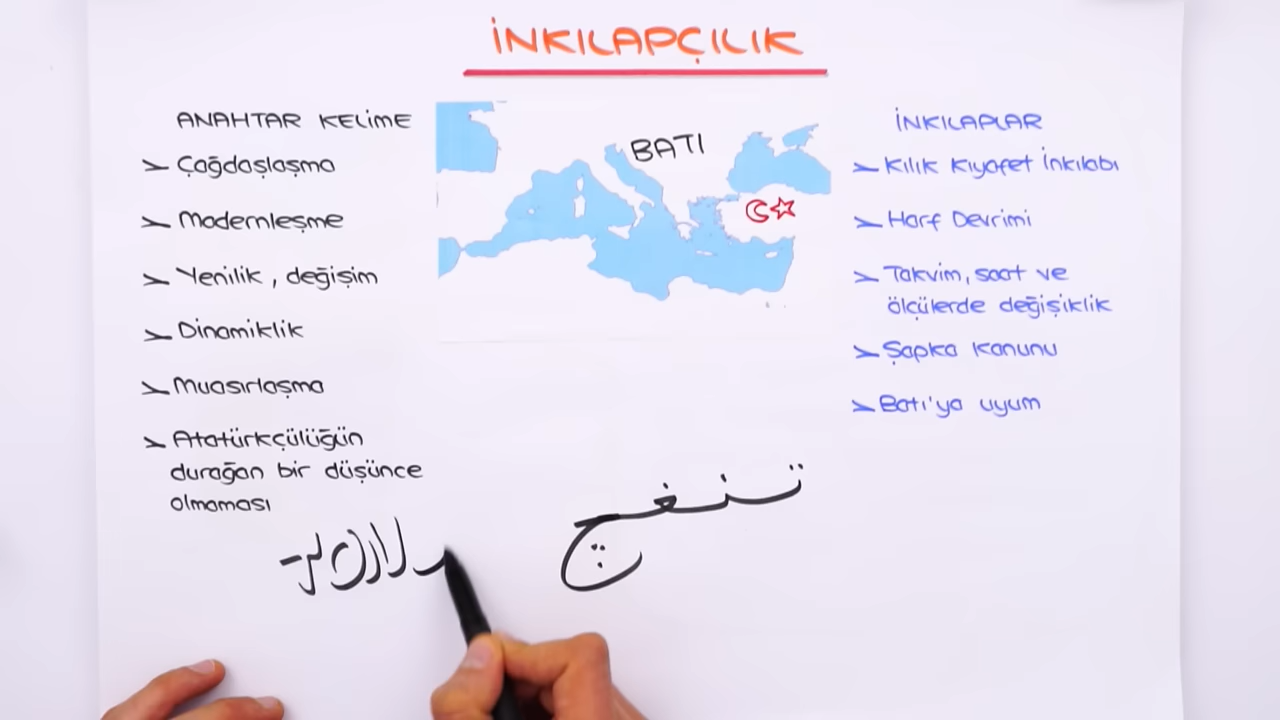 İNKILAPÇILIK
ANAHTAR KELİME
Çağdaşlaşma
Modernleşme
Yenilik, değişim
Dinamiklik
Muasırlaşma
Atatürkçülüğün
durağan bir düşünce
olmaması
BATI
İNKILAPLAR
Kılık Kıyafet İnkılabı
Harf Devrimi
Takvim, saat ve
ölçülerde değişiklik
Şapka Kanunu
Batı'ya uyum